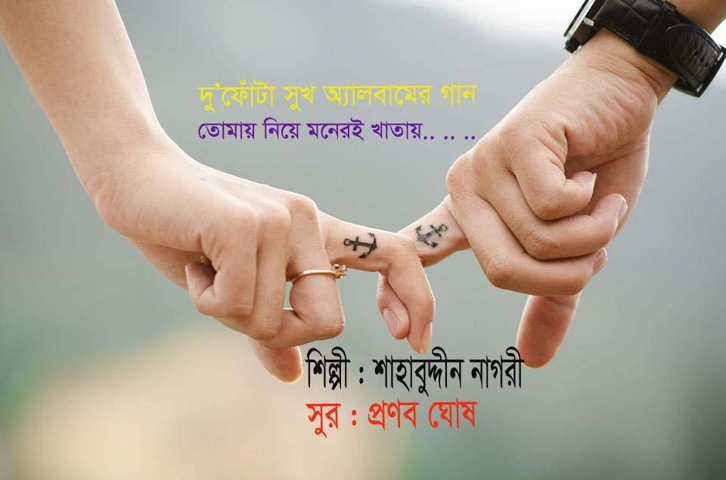 দু'ফোঁটা সুখ অ্যালবামের গান
তোমায় নিয়ে মনেরই খাতায়.. .. ..
শিল্পী : শাহাবুদ্দীন নাগরী
সুর : প্রণব ঘোষ